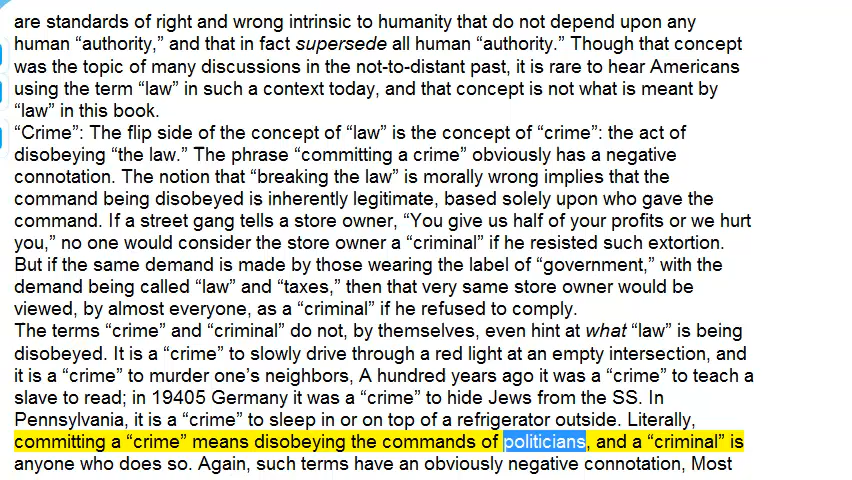 are standards of right and wrong intrinsic to humanity that do not depend upon any
human “authority,” and that in fact supersede all human “authority.” Though that concept
was the topic of many discussions in the not-to-distant past, it is rare to hear Americans
using the term “law” in such a context today, and that concept is not what is meant by
“law” in this book.
“Crime”: The flip side of the concept of “law” is the concept of “crime”: the act of
disobeying “the law.” The phrase “committing a crime” obviously has a negative
connotation. The notion that “breaking the law” is morally wrong implies that the
command being disobeyed is inherently legitimate, based solely upon who gave the
command. If a street gang tells a store owner, “You give us half of your profits or we hurt
you,” no one would consider the store owner a “criminal” if he resisted such extortion.
But if the same demand is made by those wearing the label of “government,” with the
demand being called “law” and “taxes,” then that very same store owner would be
viewed, by almost everyone, as a “criminal” if he refused to comply.
The terms “crime” and “criminal” do not, by themselves, even hint at what “law” is being
disobeyed. It is a “crime” to slowly drive through a red light at an empty intersection, and
it is a “crime” to murder one’s neighbors, A hundred years ago it was a “crime” to teach a
slave to read; in 19405 Germany it was a “crime” to hide Jews from the SS. In
Pennsylvania, it is a “crime” to sleep in or on top of a refrigerator outside. Literally,
committing a “crime” means disobeying the commands of politicians, and a “criminal” is
anyone who does so. Again, such terms have an obviously negative connotation, Most